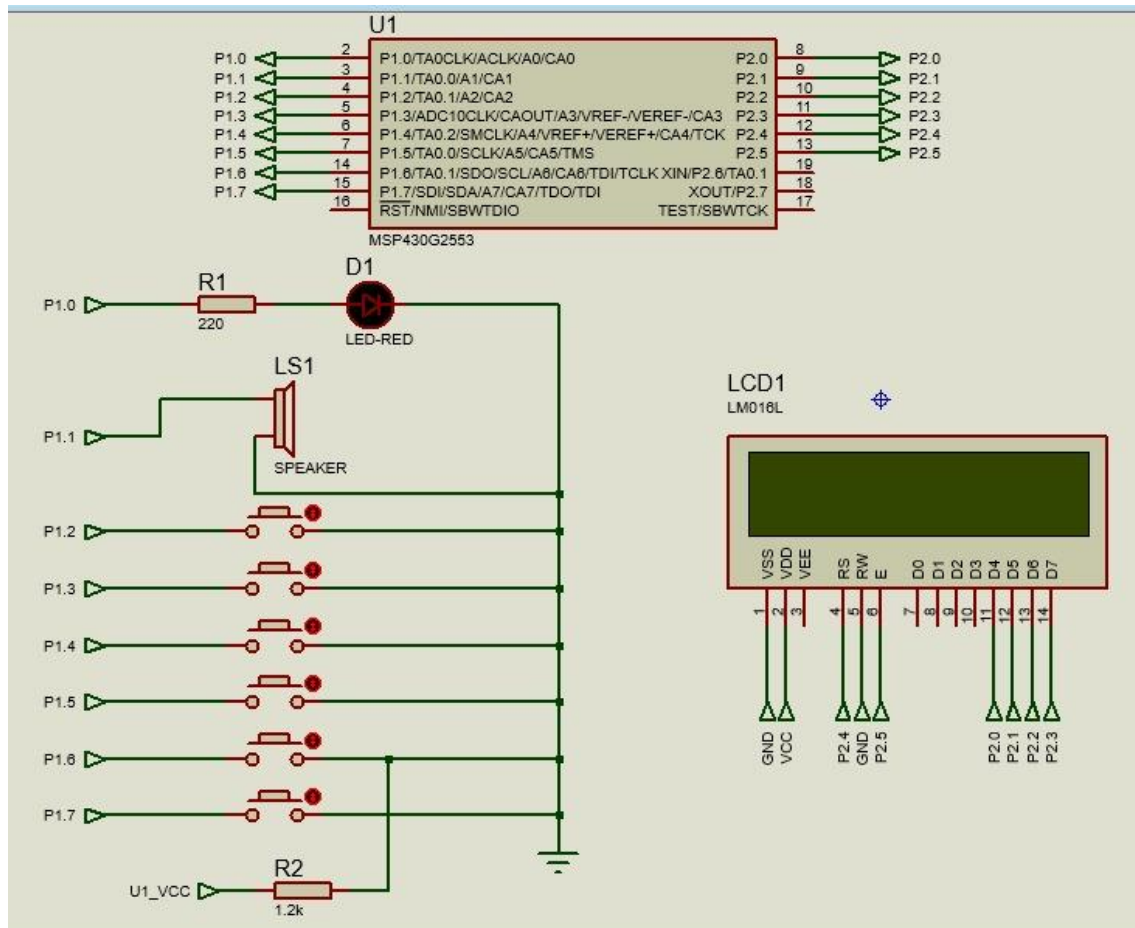 U1
P1.0 2 P1.0/TA0CLK/ACLK/A0/CA0 P2.0 8 P2.0
P1.1 3 P1.1/TA0.0/A1/CA1 P2.1 9 P2.1
P1.2 4 P1.2/TA0.1/A2/CA2 P2.2 10 P2.2
P1.3 5 P1.3/ADC10CLK/CAOUT/A3/VREF-/VEREF-/CA3 P2.3 11 P2.3
P1.4 6 P1.4/TA0.2/SMCLK/A4/VREF+/VEREF+/CA4/TCK P2.4 12 P2.4
P1.5 7 P1.5/TA0.0/SCLK/A5/CA5/TMS P2.5 13 P2.5
P1.6 14 P1.6/TA0.1/SDO/SCL/A6/CA6/TDI/TCLK XIN/P2.6/TA0.1 19
P1.7 15 P1.7/SDI/SDA/A7/CA7/TDO/TDI XOUT/P2.7 18
16 RST/NMI/SBWTDIO TEST/SBWTCK 17
MSP430G2553
R1
D1
P1.0
220
LED-RED
LS1
P1.1
SPEAKER
P1.2
P1.3
P1.4
P1.5
P1.6
P1.7
R2
U1_VCC
1.2k
LCD1
LM016L
VSS VDD VEE RS RW E D0 D1 D2 D3 D4 D5 D6 D7
1 2 3 4 5 6 7 8 9 10 11 12 13 14
GND VCC P2.4 GND P2.5 P2.0 P2.1 P2.2 P2.3